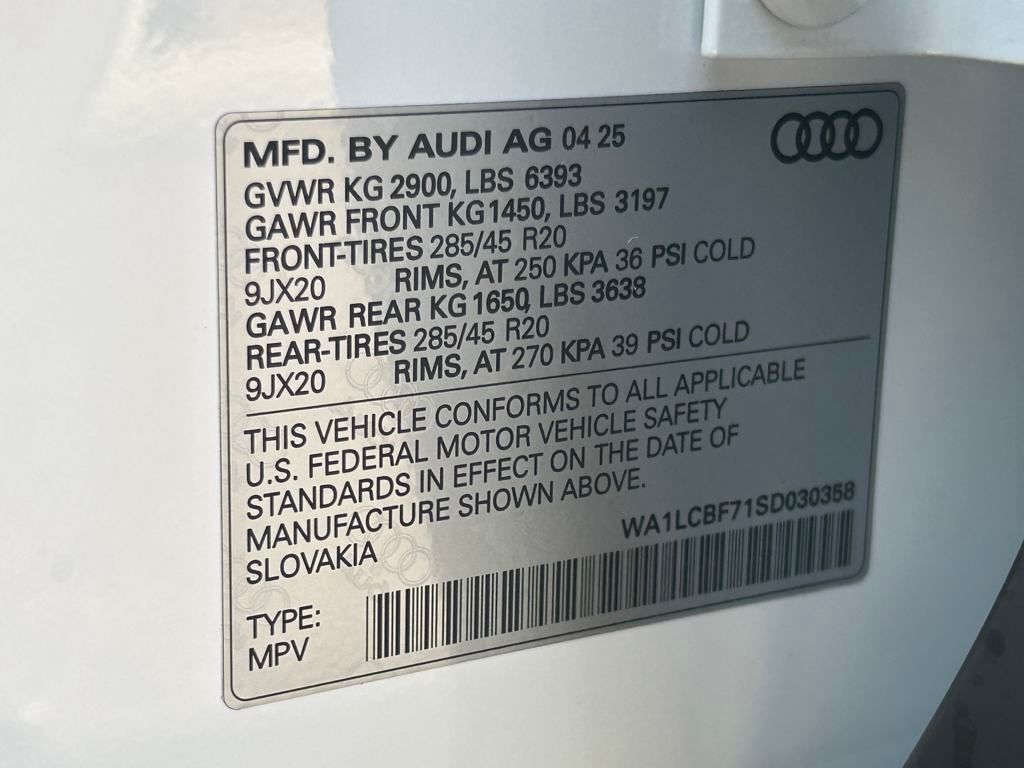 MFD. BY AUDI AG 04 25
GVWR KG 2900, LBS 6393
GAWR FRONT KG1450, LBS 3197
FRONT-TIRES 285/45 R20
9JX20 RIMS, AT 250 KPA 36 PSI COLD
GAWR REAR KG 1650, LBS 3638
REAR-TIRES 285/45 R20
9JX20 RIMS, AT 270 KPA 39 PSI COLD
THIS VEHICLE CONFORMS TO ALL APPLICABLE
U.S. FEDERAL MOTOR VEHICLE SAFETY
STANDARDS IN EFFECT ON THE DATE OF
MANUFACTURE SHOWN ABOVE.
SLOVAKIA
WA1LCBF71SD030358
TYPE:
MPV